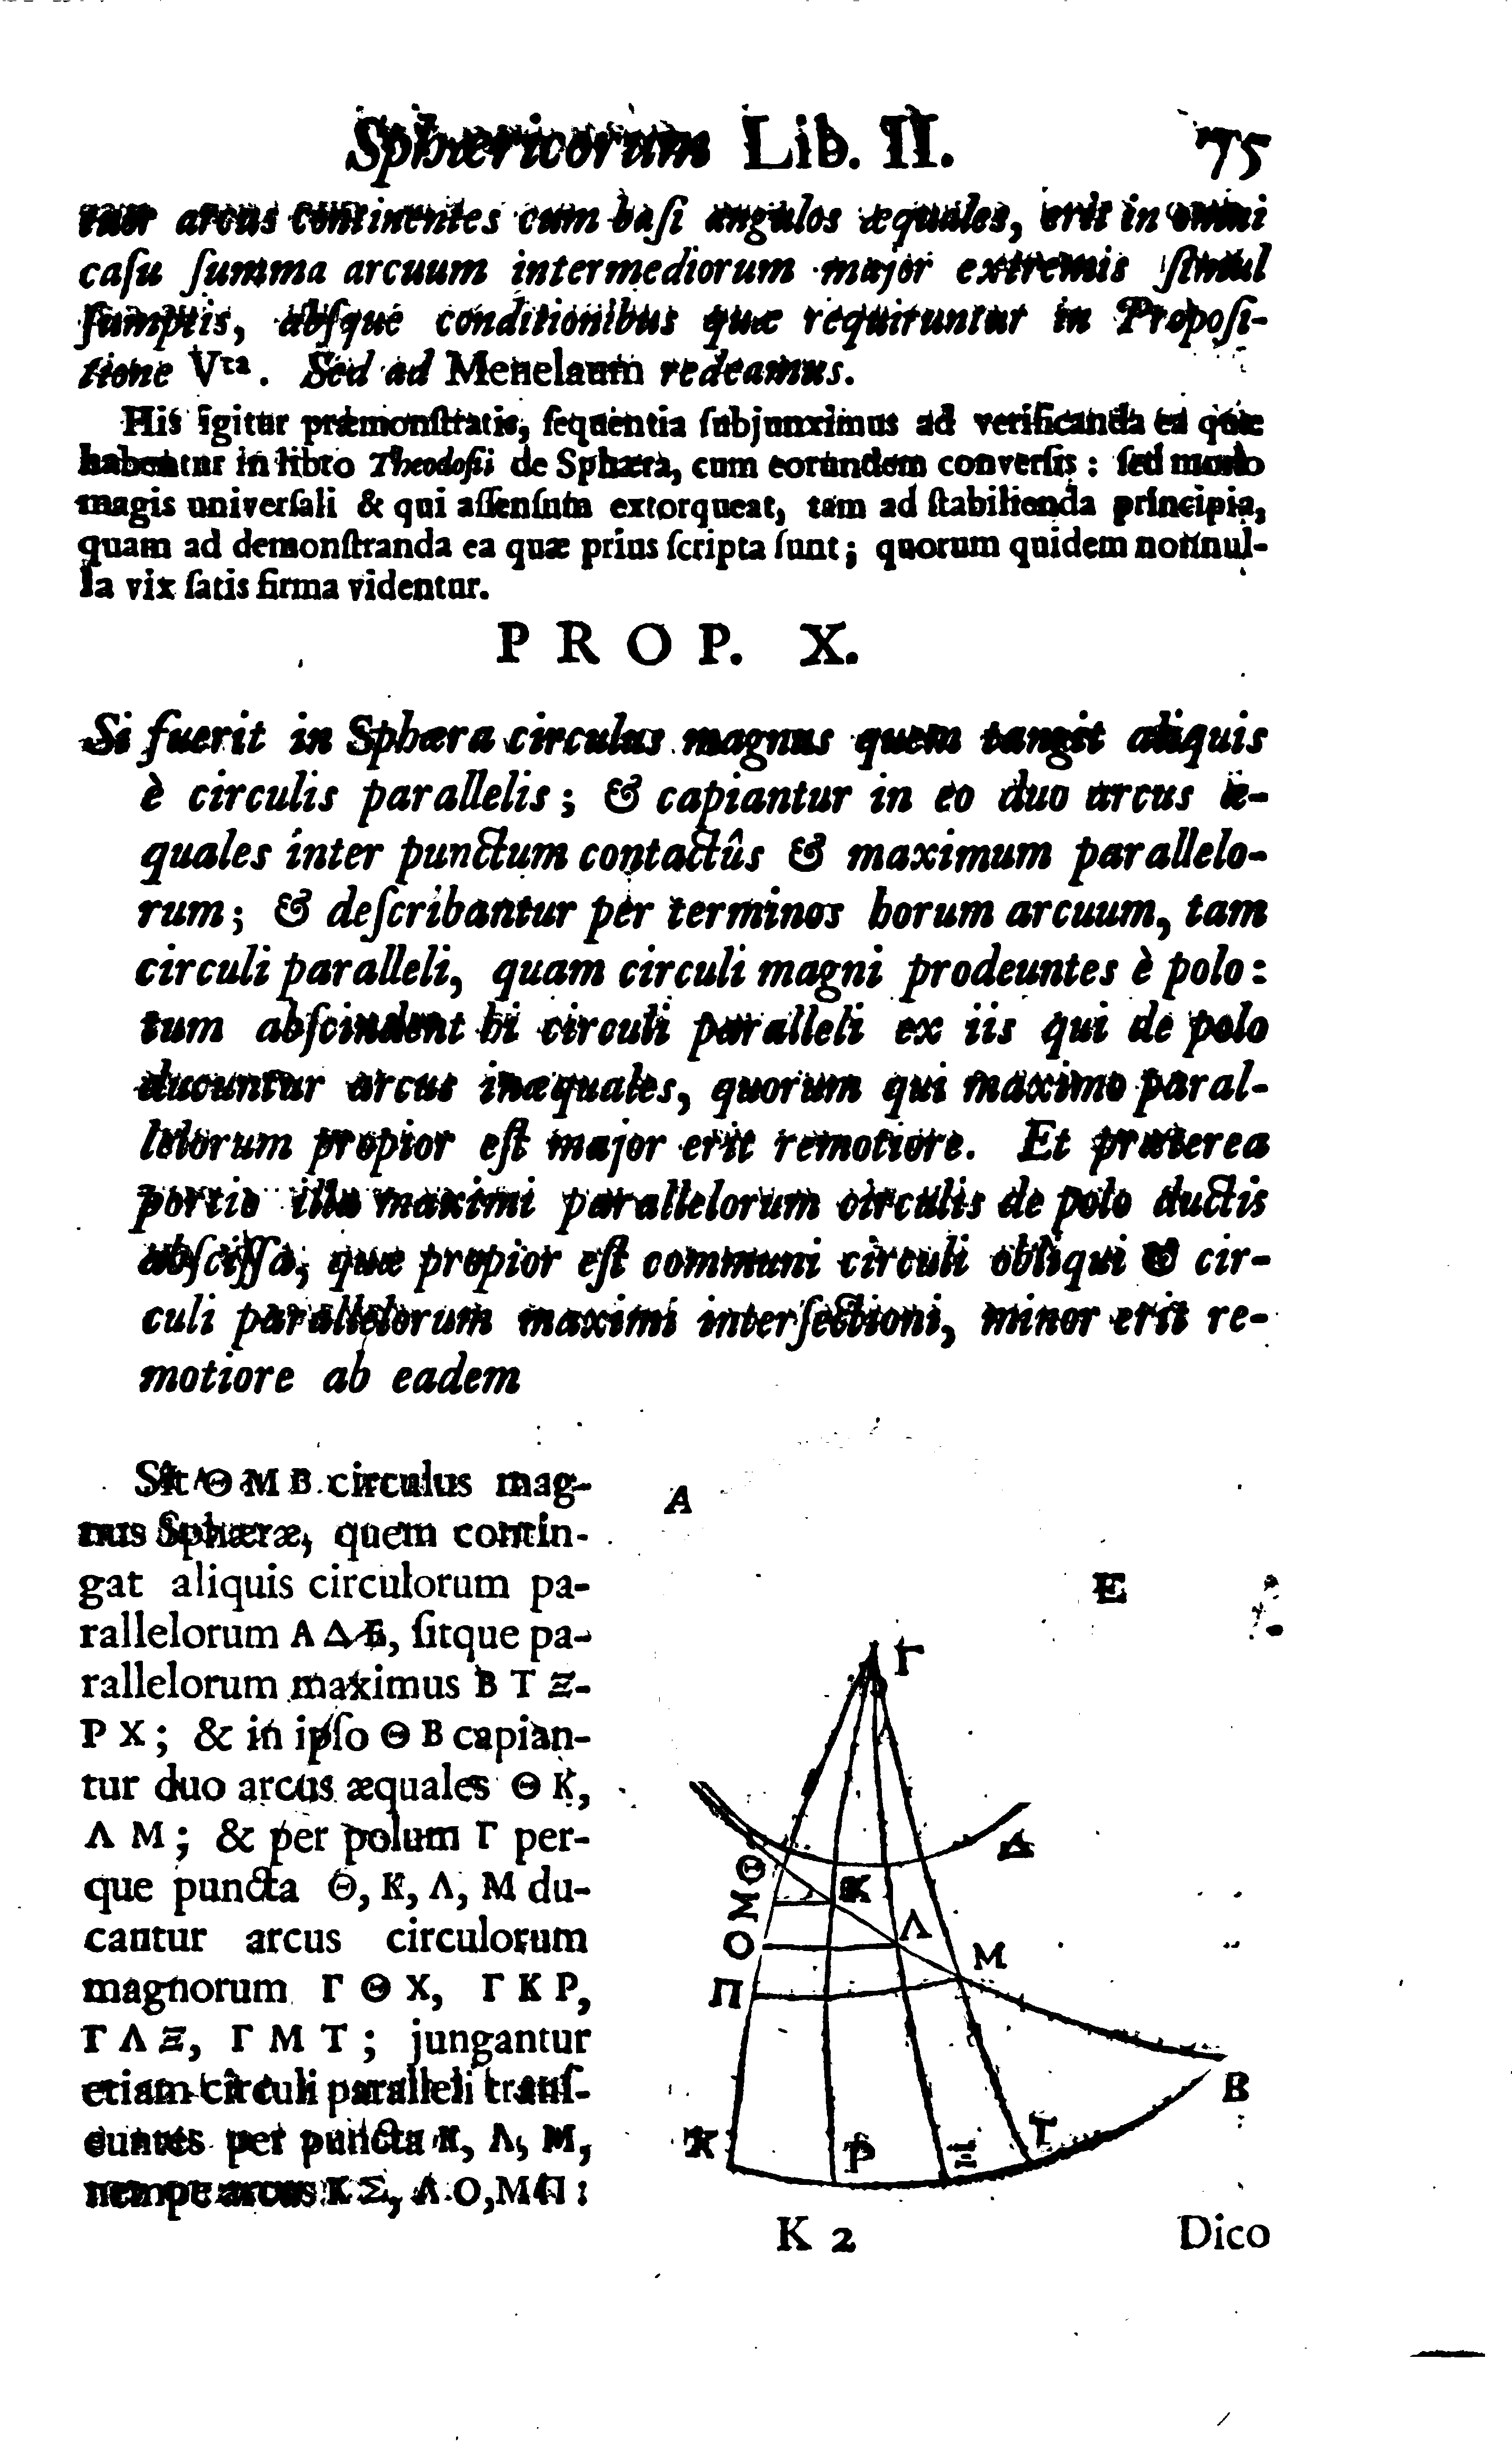 Sphæricorum Lib. II. 75
arcus continentes cum baſi angulos æquales, erit in omni
caſu ſumma arcuum intermediorum major extremis ſimul
ſumptis, abſque conditionibus quæ requiruntur in Propoſi-
tione Vta. Sed ad Menelaum redeamus.
His igitur præmonſtratis, ſequentia ſubjunximus ad verificanda ea quæ
habentur in libro Theodoſii de Sphæra, cum eorundem converſis: ſed modo
magis univerſali & qui aſſenſum extorqueat, tam ad ſtabilienda principia,
quam ad demonſtranda ea quæ prius ſcripta ſunt; quorum quidem nonnul-
la vix ſatis firma videntur.
PROP. X.
Si fuerit in Sphæra circulus magnus quem tangit aliquis
è circulis parallelis; & capiantur in eo duo arcus æ-
quales inter punctum contactûs & maximum parallelo-
rum; & deſcribantur per terminos horum arcuum, tam
circuli paralleli, quam circuli magni prodeuntes è polo:
tum abſcindent hi circuli paralleli ex iis qui de polo
ducuntur arcus inæquales, quorum qui maximo paral-
lelorum propior eſt major erit remotiore. Et præterea
portio illa maximi parallelorum circulis de polo ductis
abſciſſa, quæ propior eſt communi circuli obliqui & cir-
culi parallelorum maximi interſectioni, minor erit re-
motiore ab eadem
Sit Λ Θ M B circulus mag-
nus Sphæræ, quem contin-
gat aliquis circulorum pa-
rallelorum A Δ E, ſitque pa-
rallelorum maximus B T Ξ-
P X; & in ipſo Θ B capian-
tur duo arcus æquales Θ K,
Λ M; & per polum Γ per-
que puncta Θ, K, Λ, M du-
cantur arcus circulorum
magnorum Γ Θ X, Γ K P,
Γ Λ Ξ, Γ M T; jungantur
etiam circuli paralleli tranſ-
euntes per puncta K, Λ, M,
nempe arcus K Σ, Λ O, M Π:
A
E
Γ
Θ
Δ
K
M
O
Λ
M
Π
B
X
P
Ξ
T
K 2 Dico